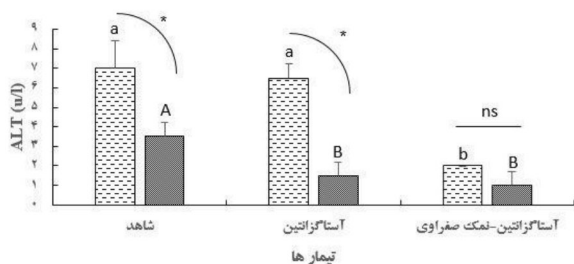 ALT (u/l)
۹
۸
۷
۶
۵
۴
۳
۲
۱
۰
a
*
A
a
*
B
ns
b
B
شاهد
آستاگزانتین
آستاگزانتین-نمک صفراوی
تیمار ها